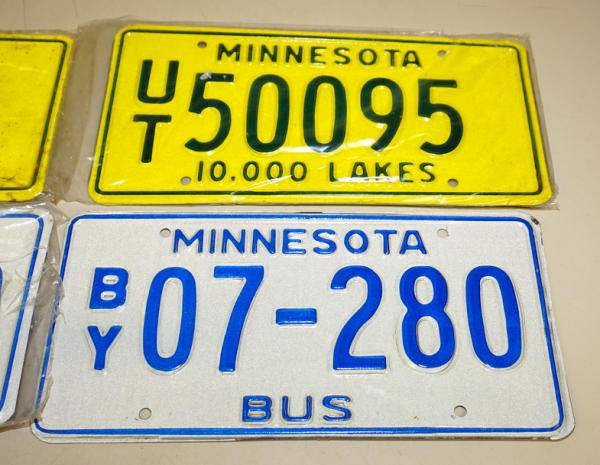 MINNESOTA
UT 50095
10,000 LAKES
MINNESOTA
BY 07-280
BUS